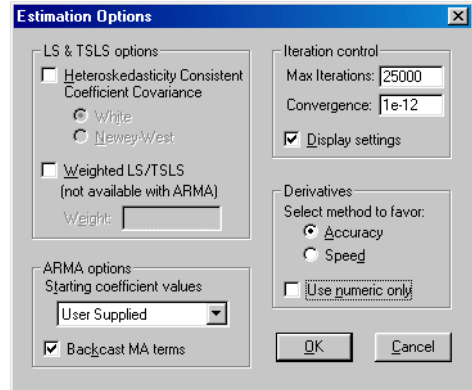 Estimation Options
LS & TSLS options
Heteroskedasticity Consistent
Coefficient Covariance
White
Newey-West
Weighted LS/TSLS
(not available with ARMA)
Weight:
ARMA options
Starting coefficient values
User Supplied
Backcast MA terms
Iteration control
Max Iterations: 25000
Convergence: 1e-12
Display settings
Derivatives
Select method to favor:
Accuracy
Speed
Use numeric only
OK
Cancel